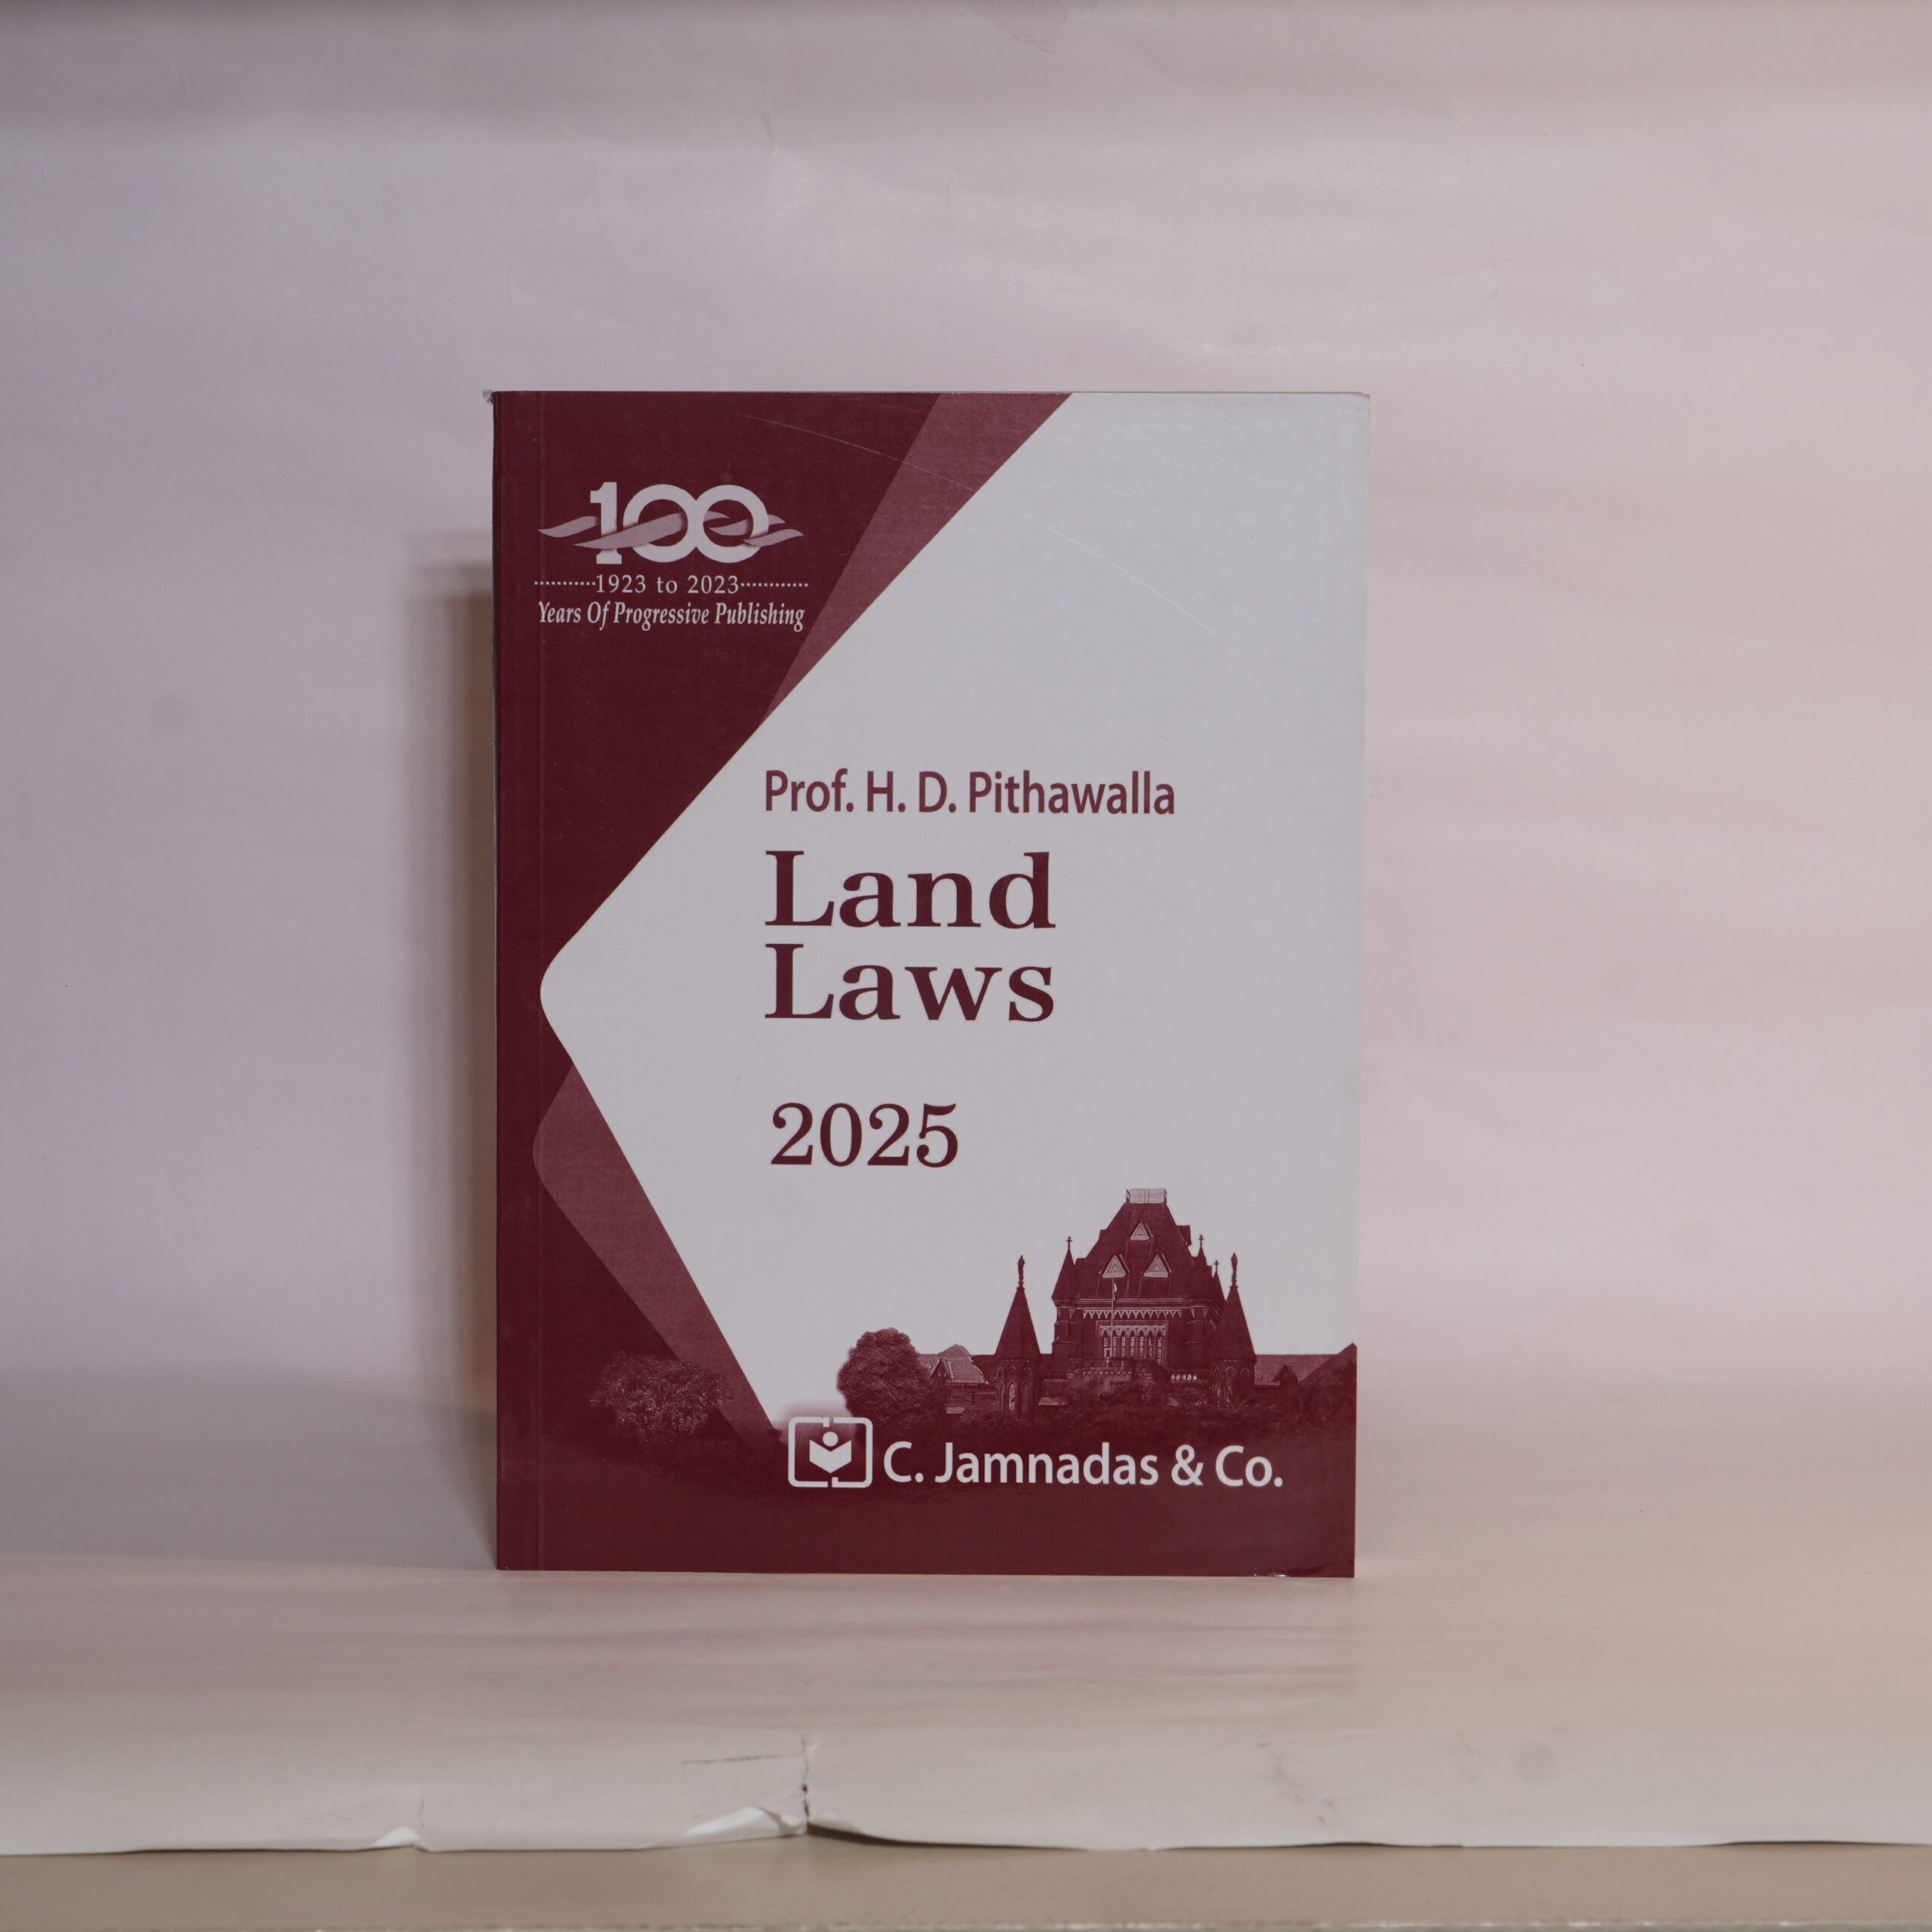 100
1923 to 2023
Years Of Progressive Publishing
Prof. H. D. Pithawalla
Land
Laws
2025
C. Jamnadas & Co.